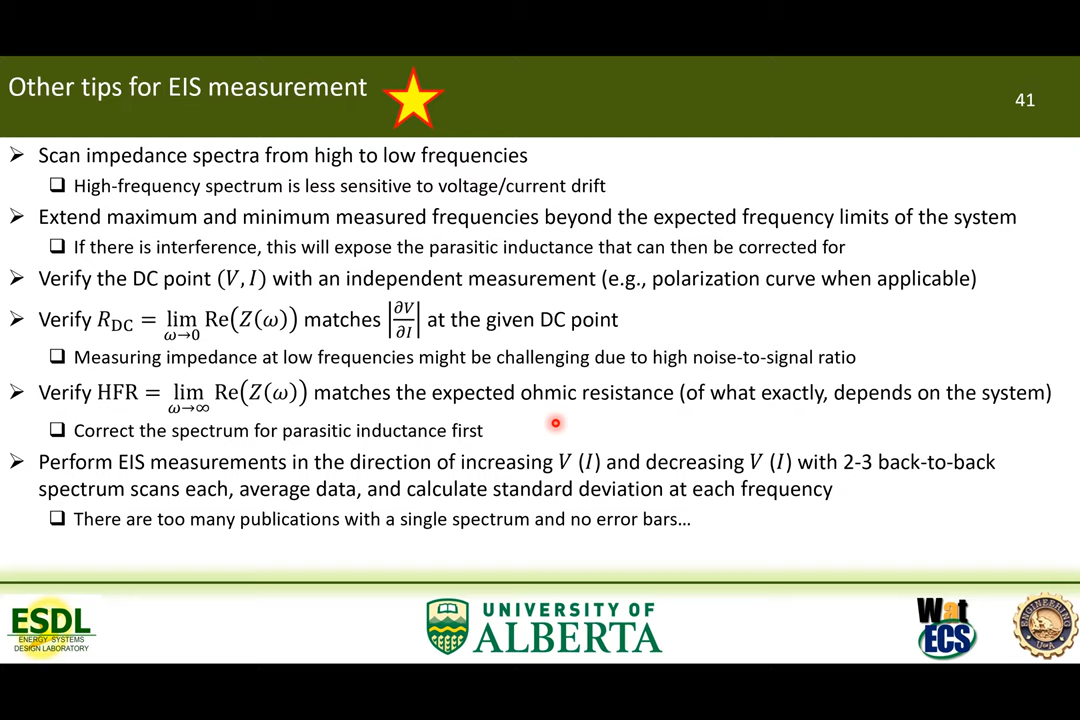 Other tips for EIS measurement
41
➢ Scan impedance spectra from high to low frequencies
❑ High-frequency spectrum is less sensitive to voltage/current drift
➢ Extend maximum and minimum measured frequencies beyond the expected frequency limits of the system
❑ If there is interference, this will expose the parasitic inductance that can then be corrected for
➢ Verify the DC point (V, I) with an independent measurement (e.g., polarization curve when applicable)
➢ Verify R_DC = lim_{ω→0} Re(Z(ω)) matches |∂V/∂I| at the given DC point
❑ Measuring impedance at low frequencies might be challenging due to high noise-to-signal ratio
➢ Verify HFR = lim_{ω→∞} Re(Z(ω)) matches the expected ohmic resistance (of what exactly, depends on the system)
❑ Correct the spectrum for parasitic inductance first
➢ Perform EIS measurements in the direction of increasing V (I) and decreasing V (I) with 2-3 back-to-back
spectrum scans each, average data, and calculate standard deviation at each frequency
❑ There are too many publications with a single spectrum and no error bars…
ESDL
ENERGY SYSTEMS
DESIGN LABORATORY
UNIVERSITY OF
ALBERTA
Wat
ECS
ENGINEERING
U of A